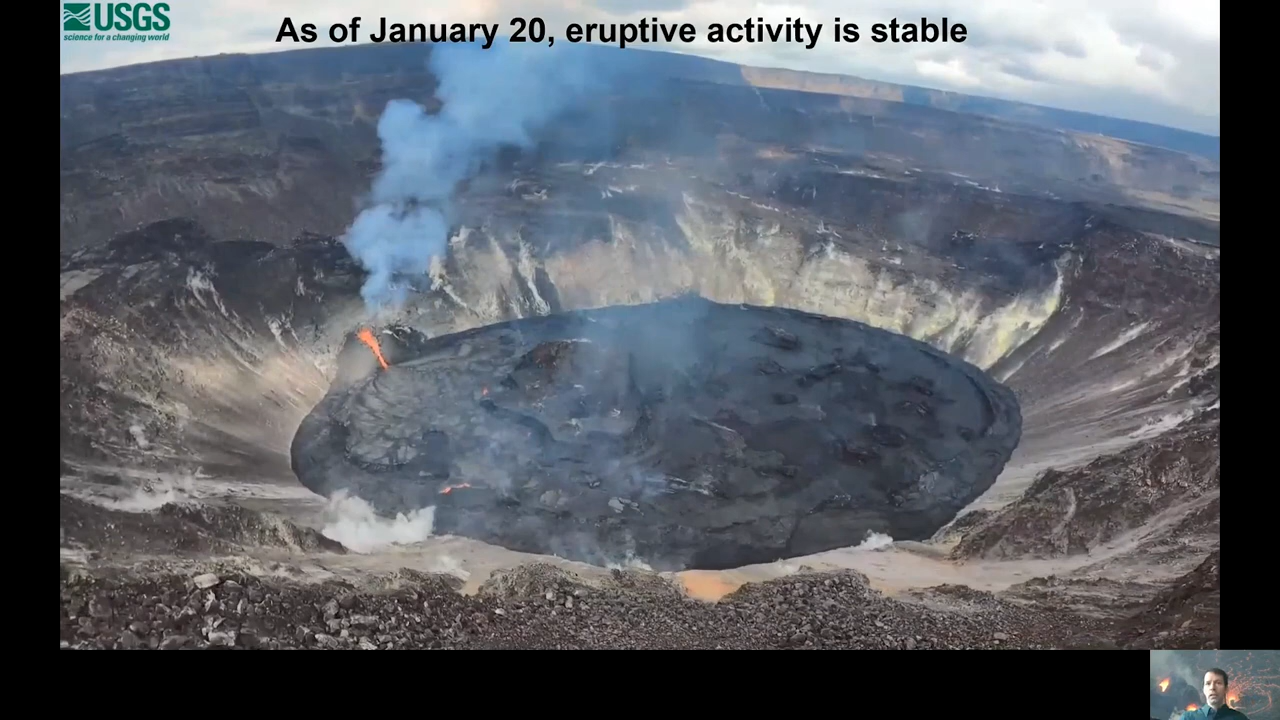 USGS
science for a changing world
As of January 20, eruptive activity is stable